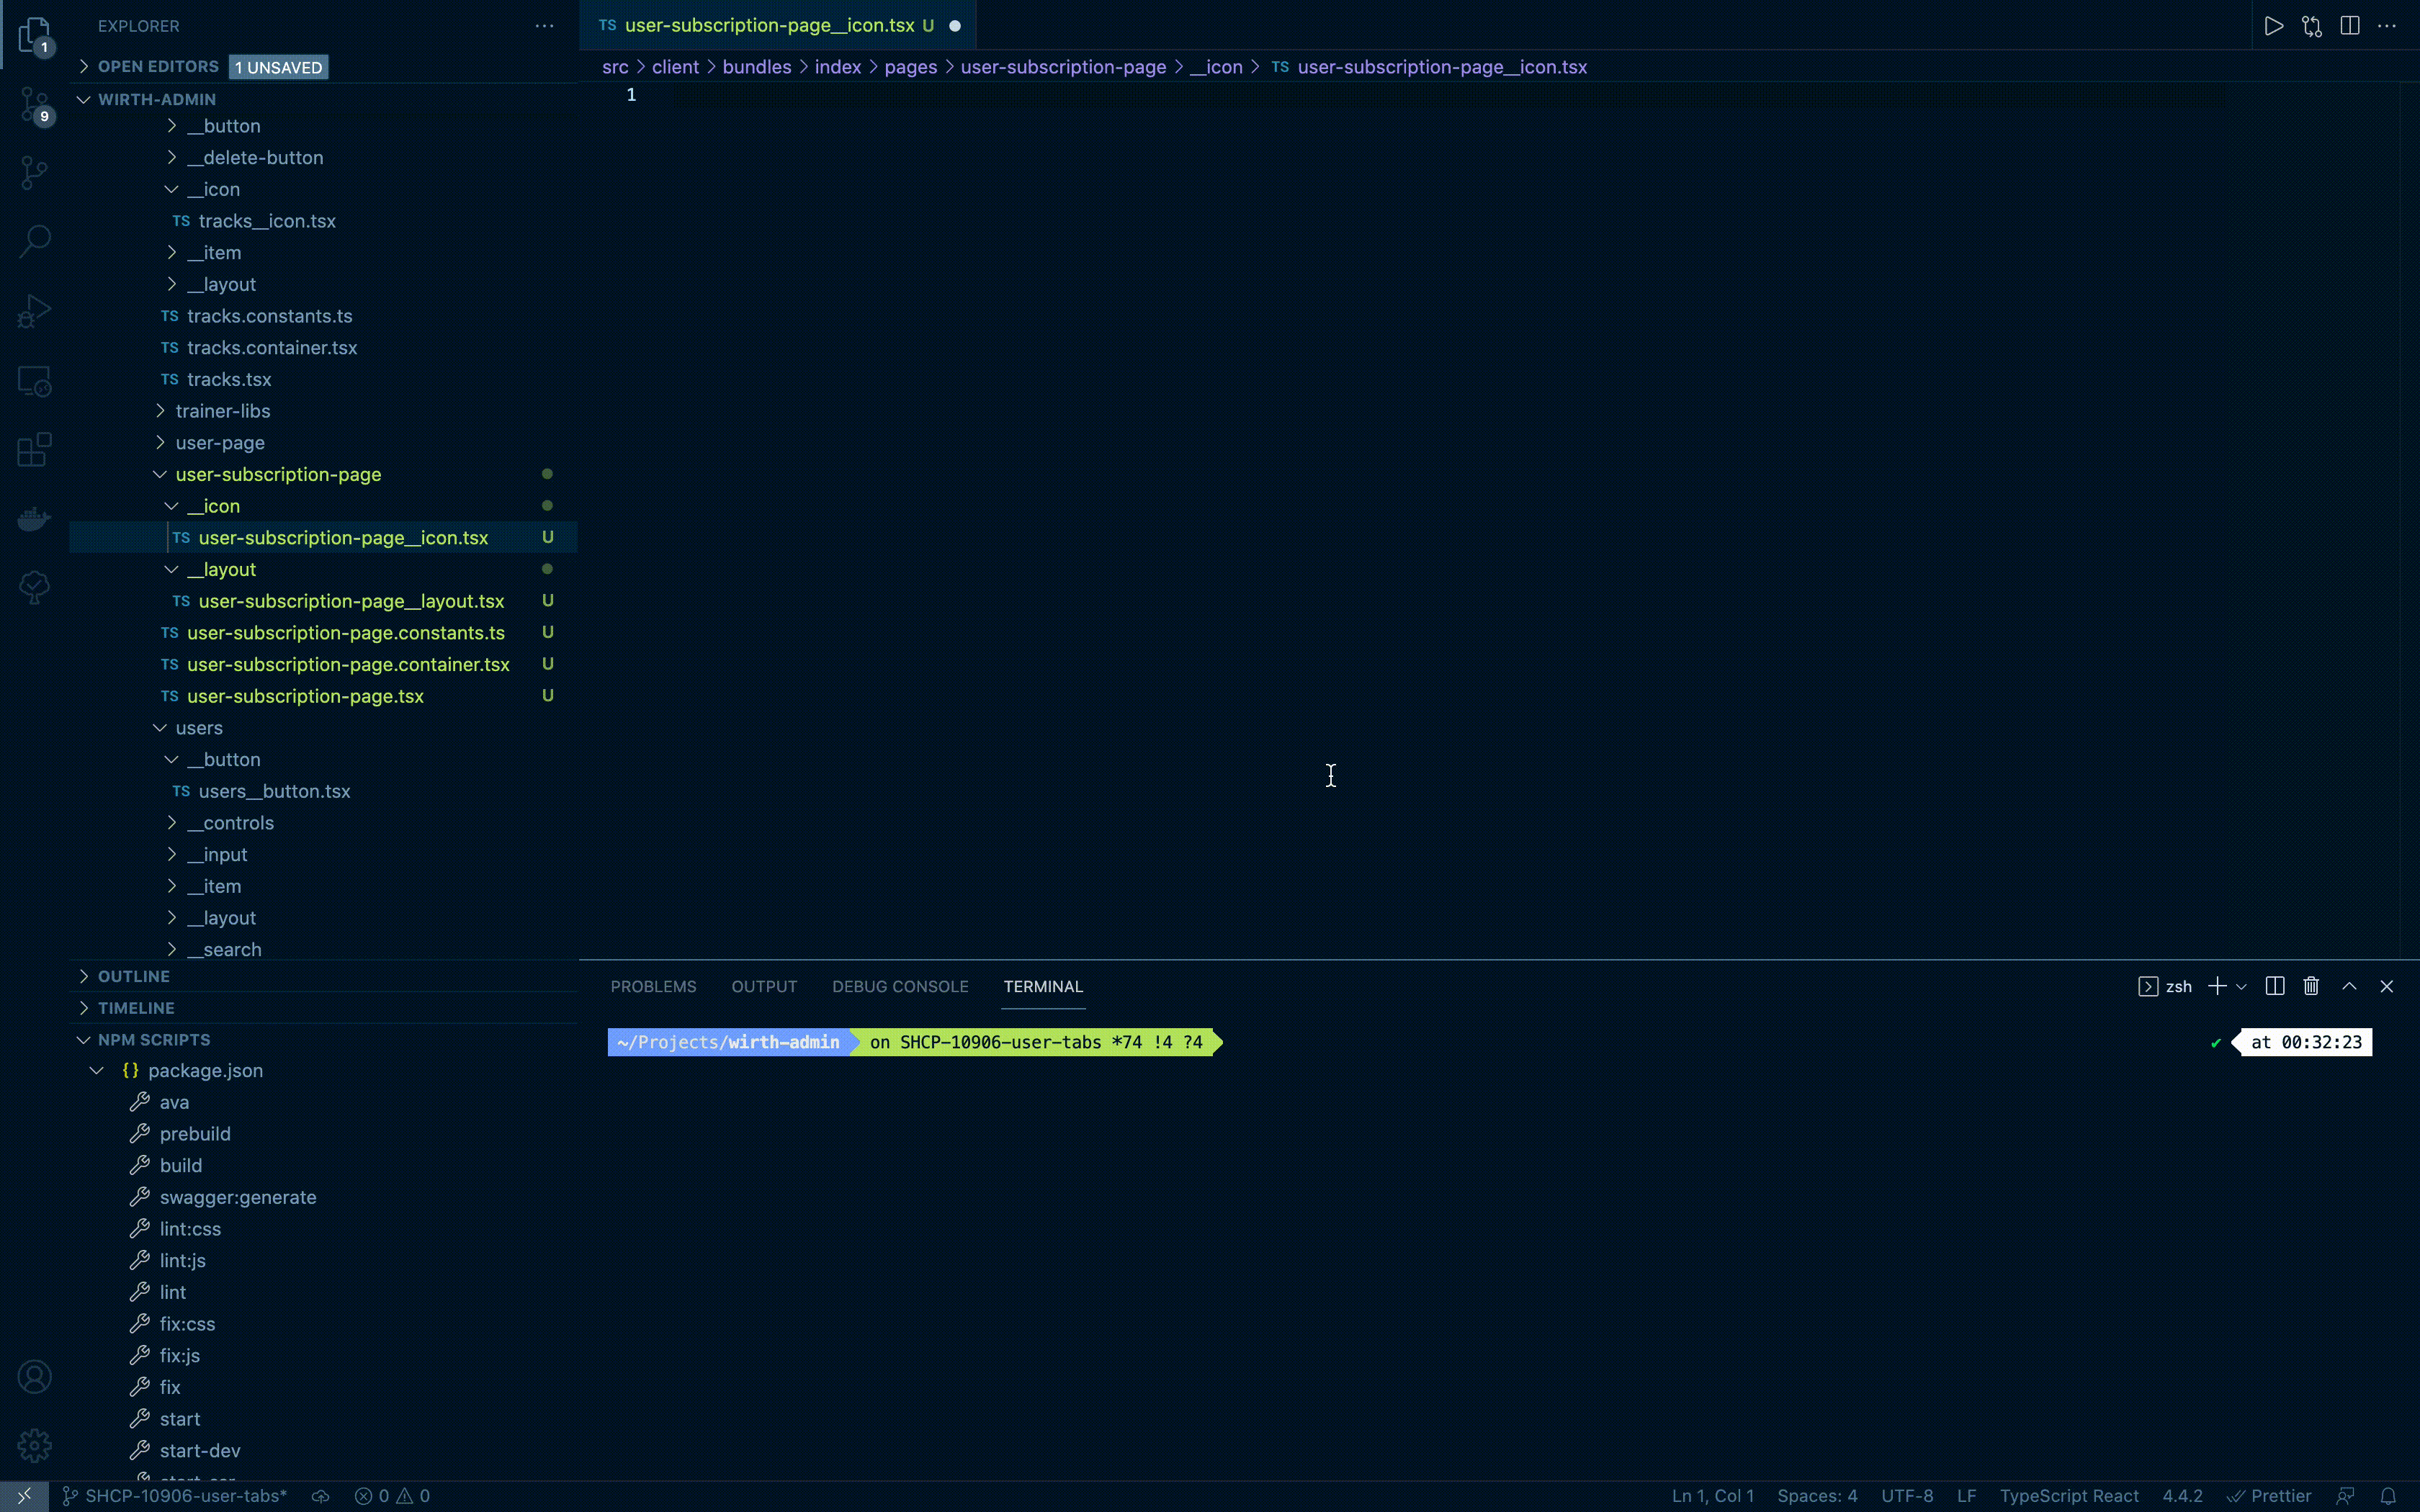 EXPLORER
OPEN EDITORS 1 UNSAVED
WIRTH-ADMIN
__button
__delete-button
__icon
TS tracks__icon.tsx
__item
__layout
TS tracks.constants.ts
TS tracks.container.tsx
TS tracks.tsx
trainer-libs
user-page
user-subscription-page
__icon
TS user-subscription-page__icon.tsx U
__layout
TS user-subscription-page__layout.tsx U
TS user-subscription-page.constants.ts U
TS user-subscription-page.container.tsx U
TS user-subscription-page.tsx U
users
__button
TS users__button.tsx
__controls
__input
__item
__layout
__search
OUTLINE
TIMELINE
NPM SCRIPTS
{} package.json
ava
prebuild
build
swagger:generate
lint:css
lint:js
lint
fix:css
fix:js
fix
start
start-dev
1
9
TS user-subscription-page__icon.tsx U
src > client > bundles > index > pages > user-subscription-page > __icon > TS user-subscription-page__icon.tsx
1
PROBLEMS OUTPUT DEBUG CONSOLE TERMINAL zsh
~/Projects/wirth-admin on SHCP-10906-user-tabs *74 !4 ?4 ✔ at 00:32:23
SHCP-10906-user-tabs* 0 0 Ln 1, Col 1 Spaces: 4 UTF-8 LF TypeScript React 4.4.2 Prettier